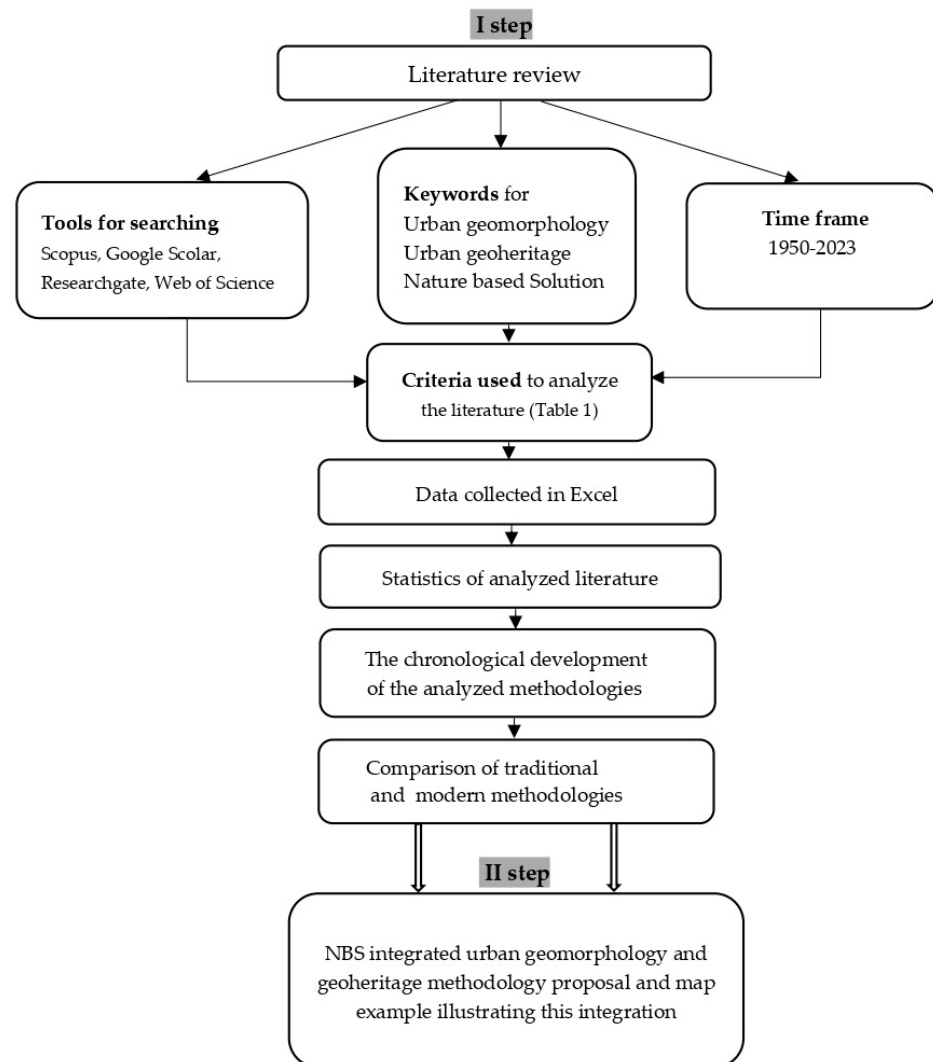 I step
Literature review
Tools for searching
Scopus, Google Scolar,
Researchgate, Web of Science
Keywords for
Urban geomorphology
Urban geoheritage
Nature based Solution
Time frame
1950-2023
Criteria used to analyze
the literature (Table 1)
Data collected in Excel
Statistics of analyzed literature
The chronological development
of the analyzed methodologies
Comparison of traditional
and modern methodologies
II step
NBS integrated urban geomorphology and
geoheritage methodology proposal and map
example illustrating this integration